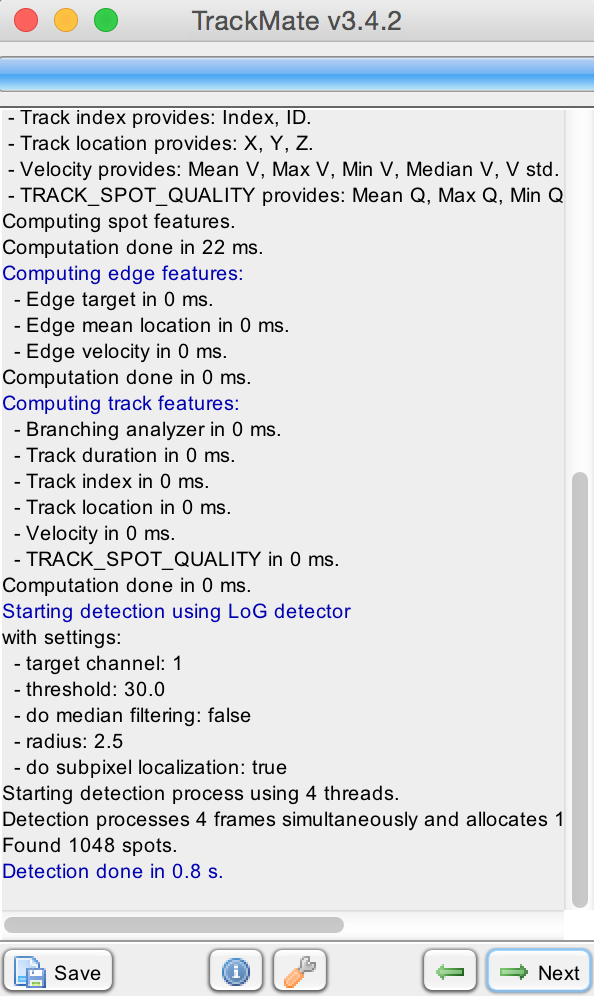 TrackMate v3.4.2
- Track index provides: Index, ID.
- Track location provides: X, Y, Z.
- Velocity provides: Mean V, Max V, Min V, Median V, V std.
- TRACK_SPOT_QUALITY provides: Mean Q, Max Q, Min Q
Computing spot features.
Computation done in 22 ms.
Computing edge features:
- Edge target in 0 ms.
- Edge mean location in 0 ms.
- Edge velocity in 0 ms.
Computation done in 0 ms.
Computing track features:
- Branching analyzer in 0 ms.
- Track duration in 0 ms.
- Track index in 0 ms.
- Track location in 0 ms.
- Velocity in 0 ms.
- TRACK_SPOT_QUALITY in 0 ms.
Computation done in 0 ms.
Starting detection using LoG detector
with settings:
- target channel: 1
- threshold: 30.0
- do median filtering: false
- radius: 2.5
- do subpixel localization: true
Starting detection process using 4 threads.
Detection processes 4 frames simultaneously and allocates 1
Found 1048 spots.
Detection done in 0.8 s.
Save
Next